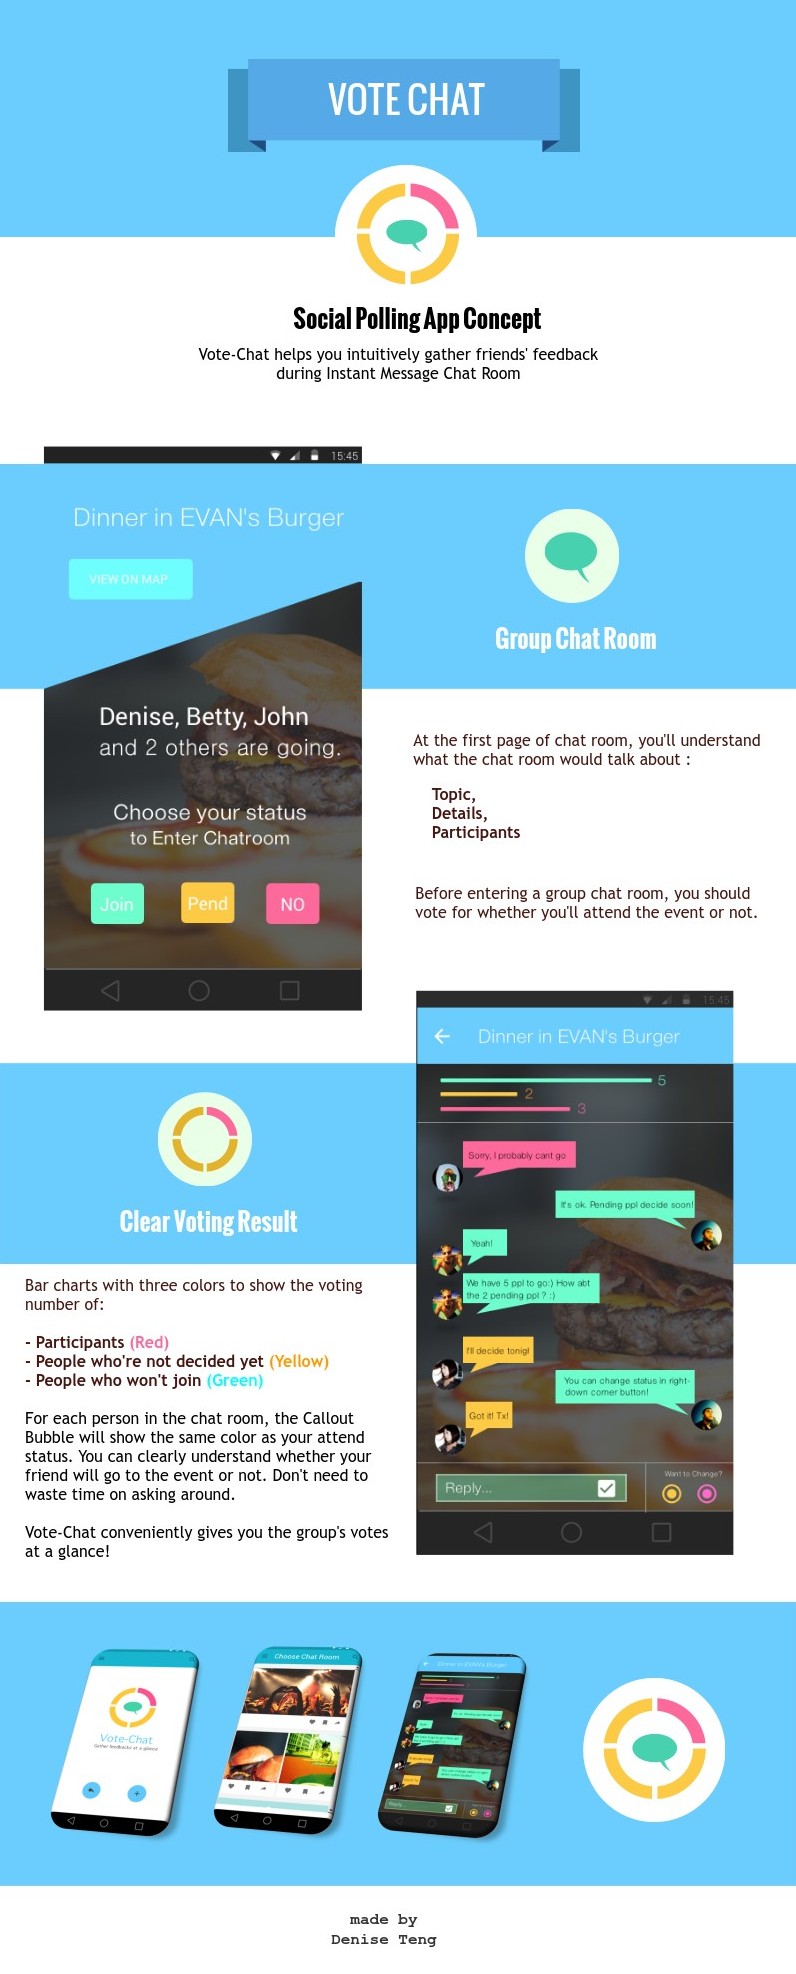 VOTE CHAT
Social Polling App Concept
Vote-Chat helps you intuitively gather friends' feedback
during Instant Message Chat Room
15:45
Dinner in EVAN's Burger
VIEW ON MAP
Denise, Betty, John
and 2 others are going.
Choose your status
to Enter Chatroom
Join
Pend
NO
Group Chat Room
At the first page of chat room, you'll understand
what the chat room would talk about :
Topic,
Details,
Participants
Before entering a group chat room, you should
vote for whether you'll attend the event or not.
15:45
Dinner in EVAN's Burger
5
2
3
Sorry, I probably cant go
It's ok. Pending ppl decide soon!
Yeah!
We have 5 ppl to go:) How abt
the 2 pending ppl ? :)
I'll decide tonigl
You can change status in right-
down corner button!
Got it! Tx!
Reply...
Want to Change?
Clear Voting Result
Bar charts with three colors to show the voting
number of:
- Participants (Red)
- People who're not decided yet (Yellow)
- People who won't join (Green)
For each person in the chat room, the Callout
Bubble will show the same color as your attend
status. You can clearly understand whether your
friend will go to the event or not. Don't need to
waste time on asking around.
Vote-Chat conveniently gives you the group's votes
at a glance!
Vote-Chat
Gather feedbacks at a glance
Choose Chat Room
Dinner in EVAN's Burger
Reply...
made by
Denise Teng